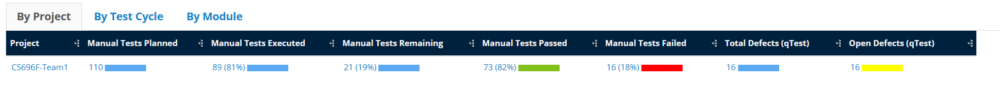 By Project By Test Cycle By Module
Project Manual Tests Planned Manual Tests Executed Manual Tests Remaining Manual Tests Passed Manual Tests Failed Total Defects (qTest) Open Defects (qTest)
CS696F-Team1 110 89 (81%) 21 (19%) 73 (82%) 16 (18%) 16 16